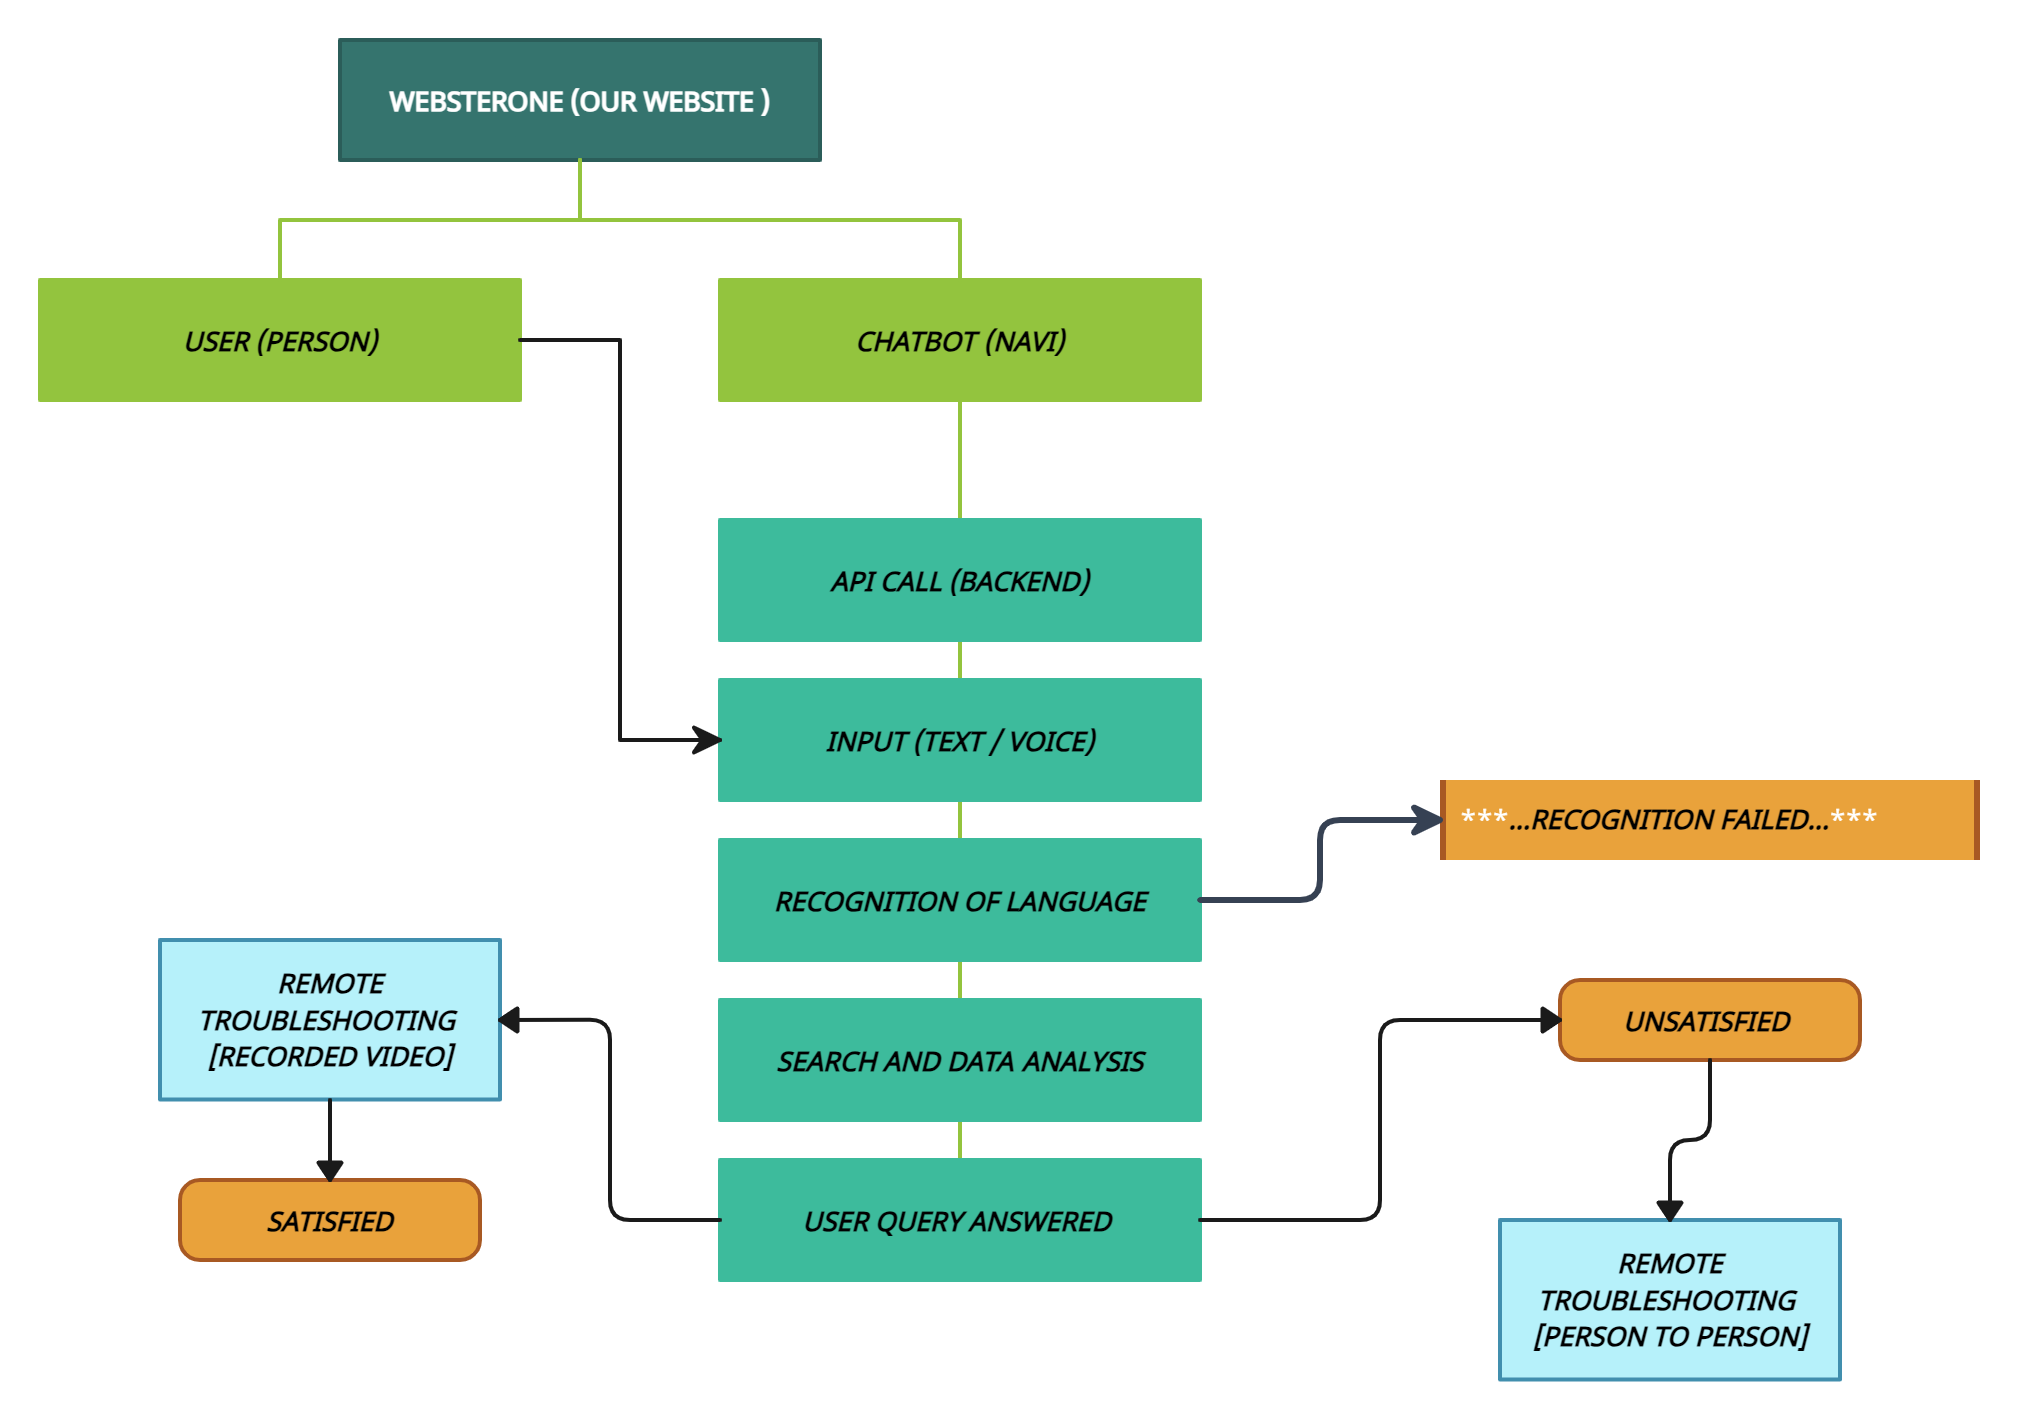 WEBSTERONE (OUR WEBSITE )
USER (PERSON)
CHATBOT (NAVI)
API CALL (BACKEND)
INPUT (TEXT / VOICE)
***...RECOGNITION FAILED...***
RECOGNITION OF LANGUAGE
REMOTE
TROUBLESHOOTING
[RECORDED VIDEO]
UNSATISFIED
SEARCH AND DATA ANALYSIS
SATISFIED
USER QUERY ANSWERED
REMOTE
TROUBLESHOOTING
[PERSON TO PERSON]